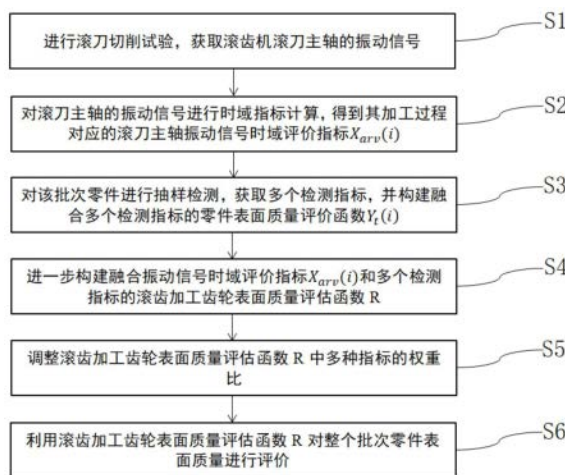 进行滚刀切削试验，获取滚齿机滚刀主轴的振动信号
S1
对滚刀主轴的振动信号进行时域指标计算，得到其加工过程
对应的滚刀主轴振动信号时域评价指标X_{arv}(i)
S2
对该批次零件进行抽样检测，获取多个检测指标，并构建融
合多个检测指标的零件表面质量评价函数Y_t(i)
S3
进一步构建融合振动信号时域评价指标X_{arv}(i)和多个检测
指标的滚齿加工齿轮表面质量评估函数 R
S4
调整滚齿加工齿轮表面质量评估函数 R 中多种指标的权重
比
S5
利用滚齿加工齿轮表面质量评估函数 R 对整个批次零件表
面质量进行评价
S6